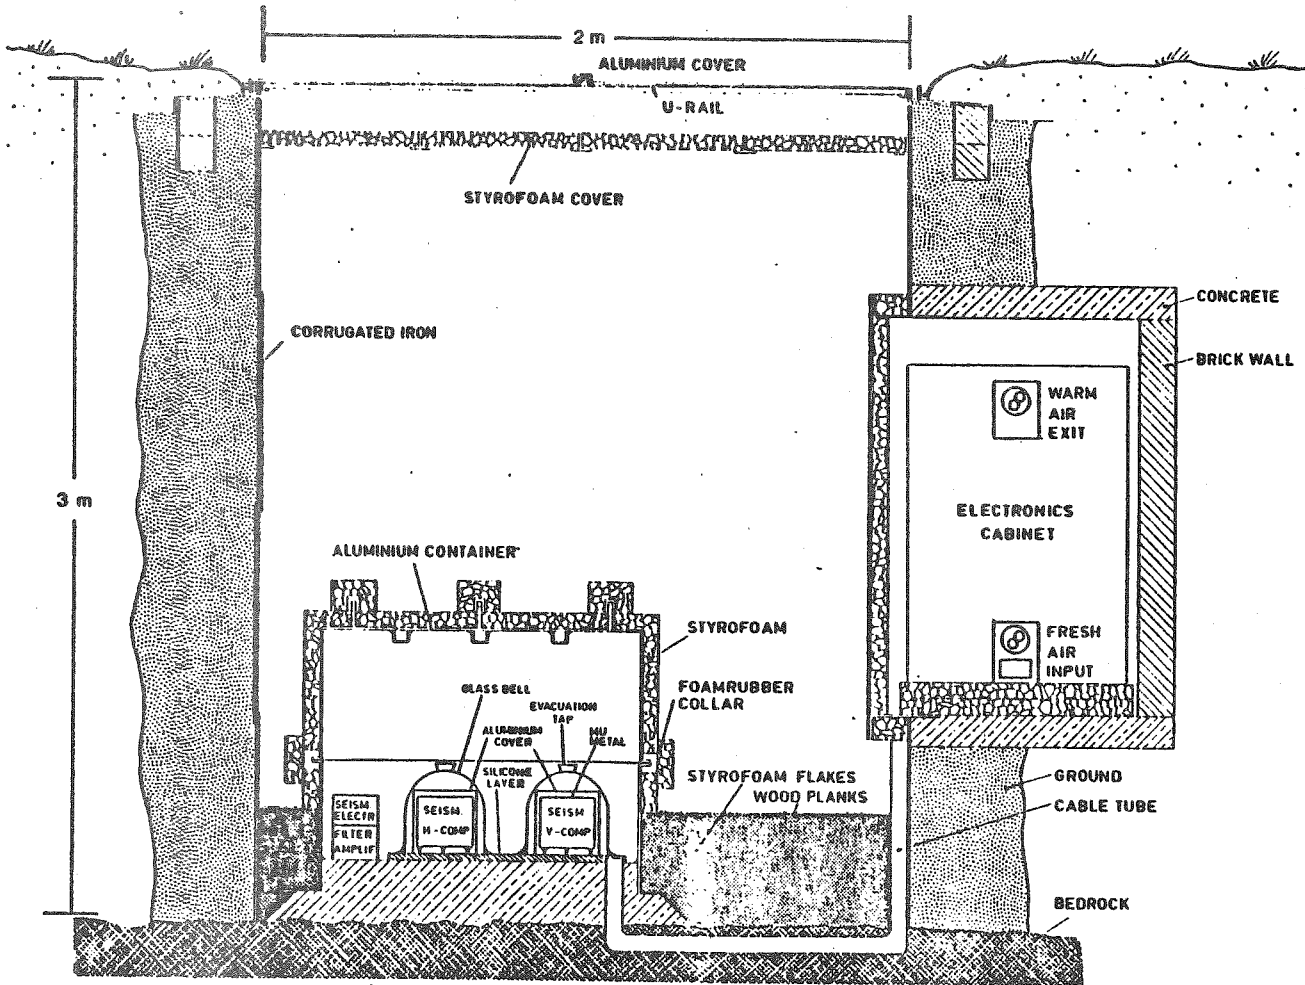 2 m
ALUMINIUM COVER
U-RAIL
STYROFOAM COVER
CONCRETE
CORRUGATED IRON
BRICK WALL
WARM
AIR
EXIT
3 m
ELECTRONICS
CABINET
ALUMINIUM CONTAINER
STYROFOAM
FRESH
AIR
INPUT
FOAMRUBBER
COLLAR
GLASS BELL
EVACUATION
TAP
ALUMINIUM
COVER
MU
METAL
SILICONE
LAYER
STYROFOAM FLAKES
WOOD PLANKS
GROUND
CABLE TUBE
SEISM.
ELECTR
FILTER
AMPLIF
SEISM.
H-COMP
SEISM
V-COMP
BEDROCK